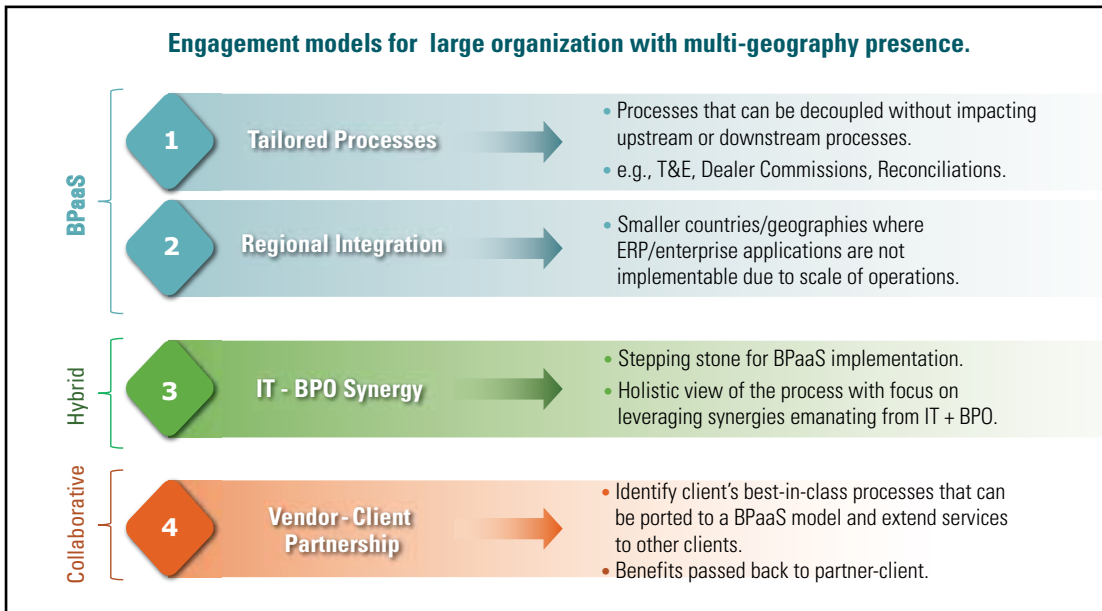 Engagement models for large organization with multi-geography presence.
BPaaS
1
Tailored Processes
• Processes that can be decoupled without impacting
upstream or downstream processes.
• e.g., T&E, Dealer Commissions, Reconciliations.
2
Regional Integration
• Smaller countries/geographies where
ERP/enterprise applications are not
implementable due to scale of operations.
Hybrid
3
IT - BPO Synergy
• Stepping stone for BPaaS implementation.
• Holistic view of the process with focus on
leveraging synergies emanating from IT + BPO.
Collaborative
4
Vendor - Client
Partnership
• Identify client's best-in-class processes that can
be ported to a BPaaS model and extend services
to other clients.
• Benefits passed back to partner-client.